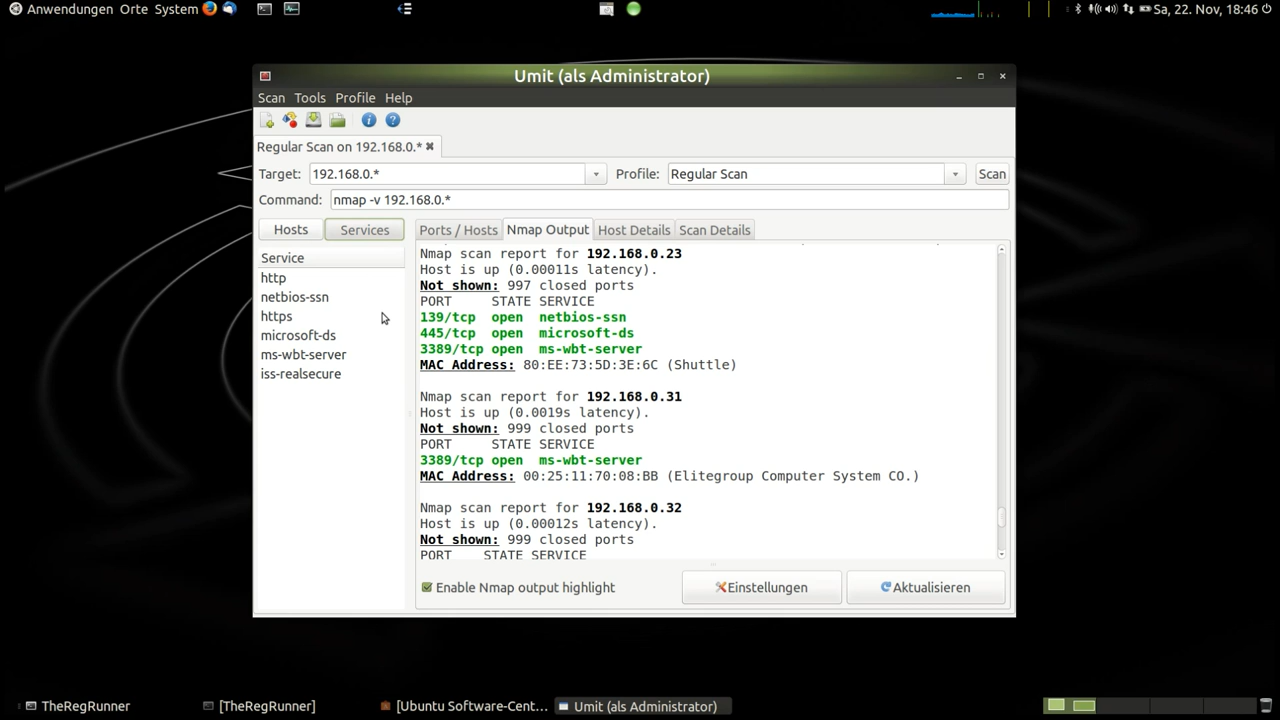 Anwendungen Orte System
Sa, 22. Nov, 18:46
Umit (als Administrator)
Scan Tools Profile Help
Regular Scan on 192.168.0.*
Target: 192.168.0.* Profile: Regular Scan Scan
Command: nmap -v 192.168.0.*
Hosts Services
Ports / Hosts Nmap Output Host Details Scan Details
Service
http
netbios-ssn
https
microsoft-ds
ms-wbt-server
iss-realsecure
Nmap scan report for 192.168.0.23
Host is up (0.00011s latency).
Not shown: 997 closed ports
PORT STATE SERVICE
139/tcp open netbios-ssn
445/tcp open microsoft-ds
3389/tcp open ms-wbt-server
MAC Address: 80:EE:73:5D:3E:6C (Shuttle)
Nmap scan report for 192.168.0.31
Host is up (0.0019s latency).
Not shown: 999 closed ports
PORT STATE SERVICE
3389/tcp open ms-wbt-server
MAC Address: 00:25:11:70:08:BB (Elitegroup Computer System CO.)
Nmap scan report for 192.168.0.32
Host is up (0.00012s latency).
Not shown: 999 closed ports
PORT STATE SERVICE
Enable Nmap output highlight
Einstellungen
Aktualisieren
TheRegRunner
[TheRegRunner]
[Ubuntu Software-Cent...
Umit (als Administrator)